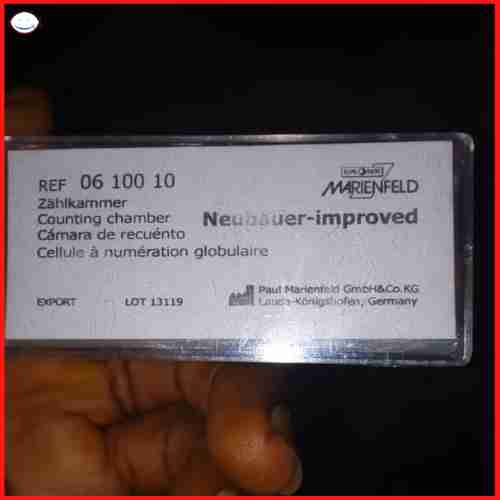 REF 06 100 10
MARIENFELD
Zählkammer
Counting chamber
Neubauer-improved
Cámara de recuénto
Cellule à numération globulaire
Paul Marienfeld GmbH&Co.KG
EXPORT LOT 13119
Lauda-Königshofen, Germany